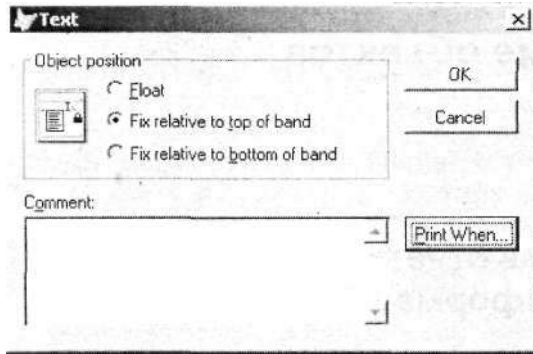 Text
Object position
Float
Fix relative to top of band
Fix relative to bottom of band
OK
Cancel
Comment:
Print When...